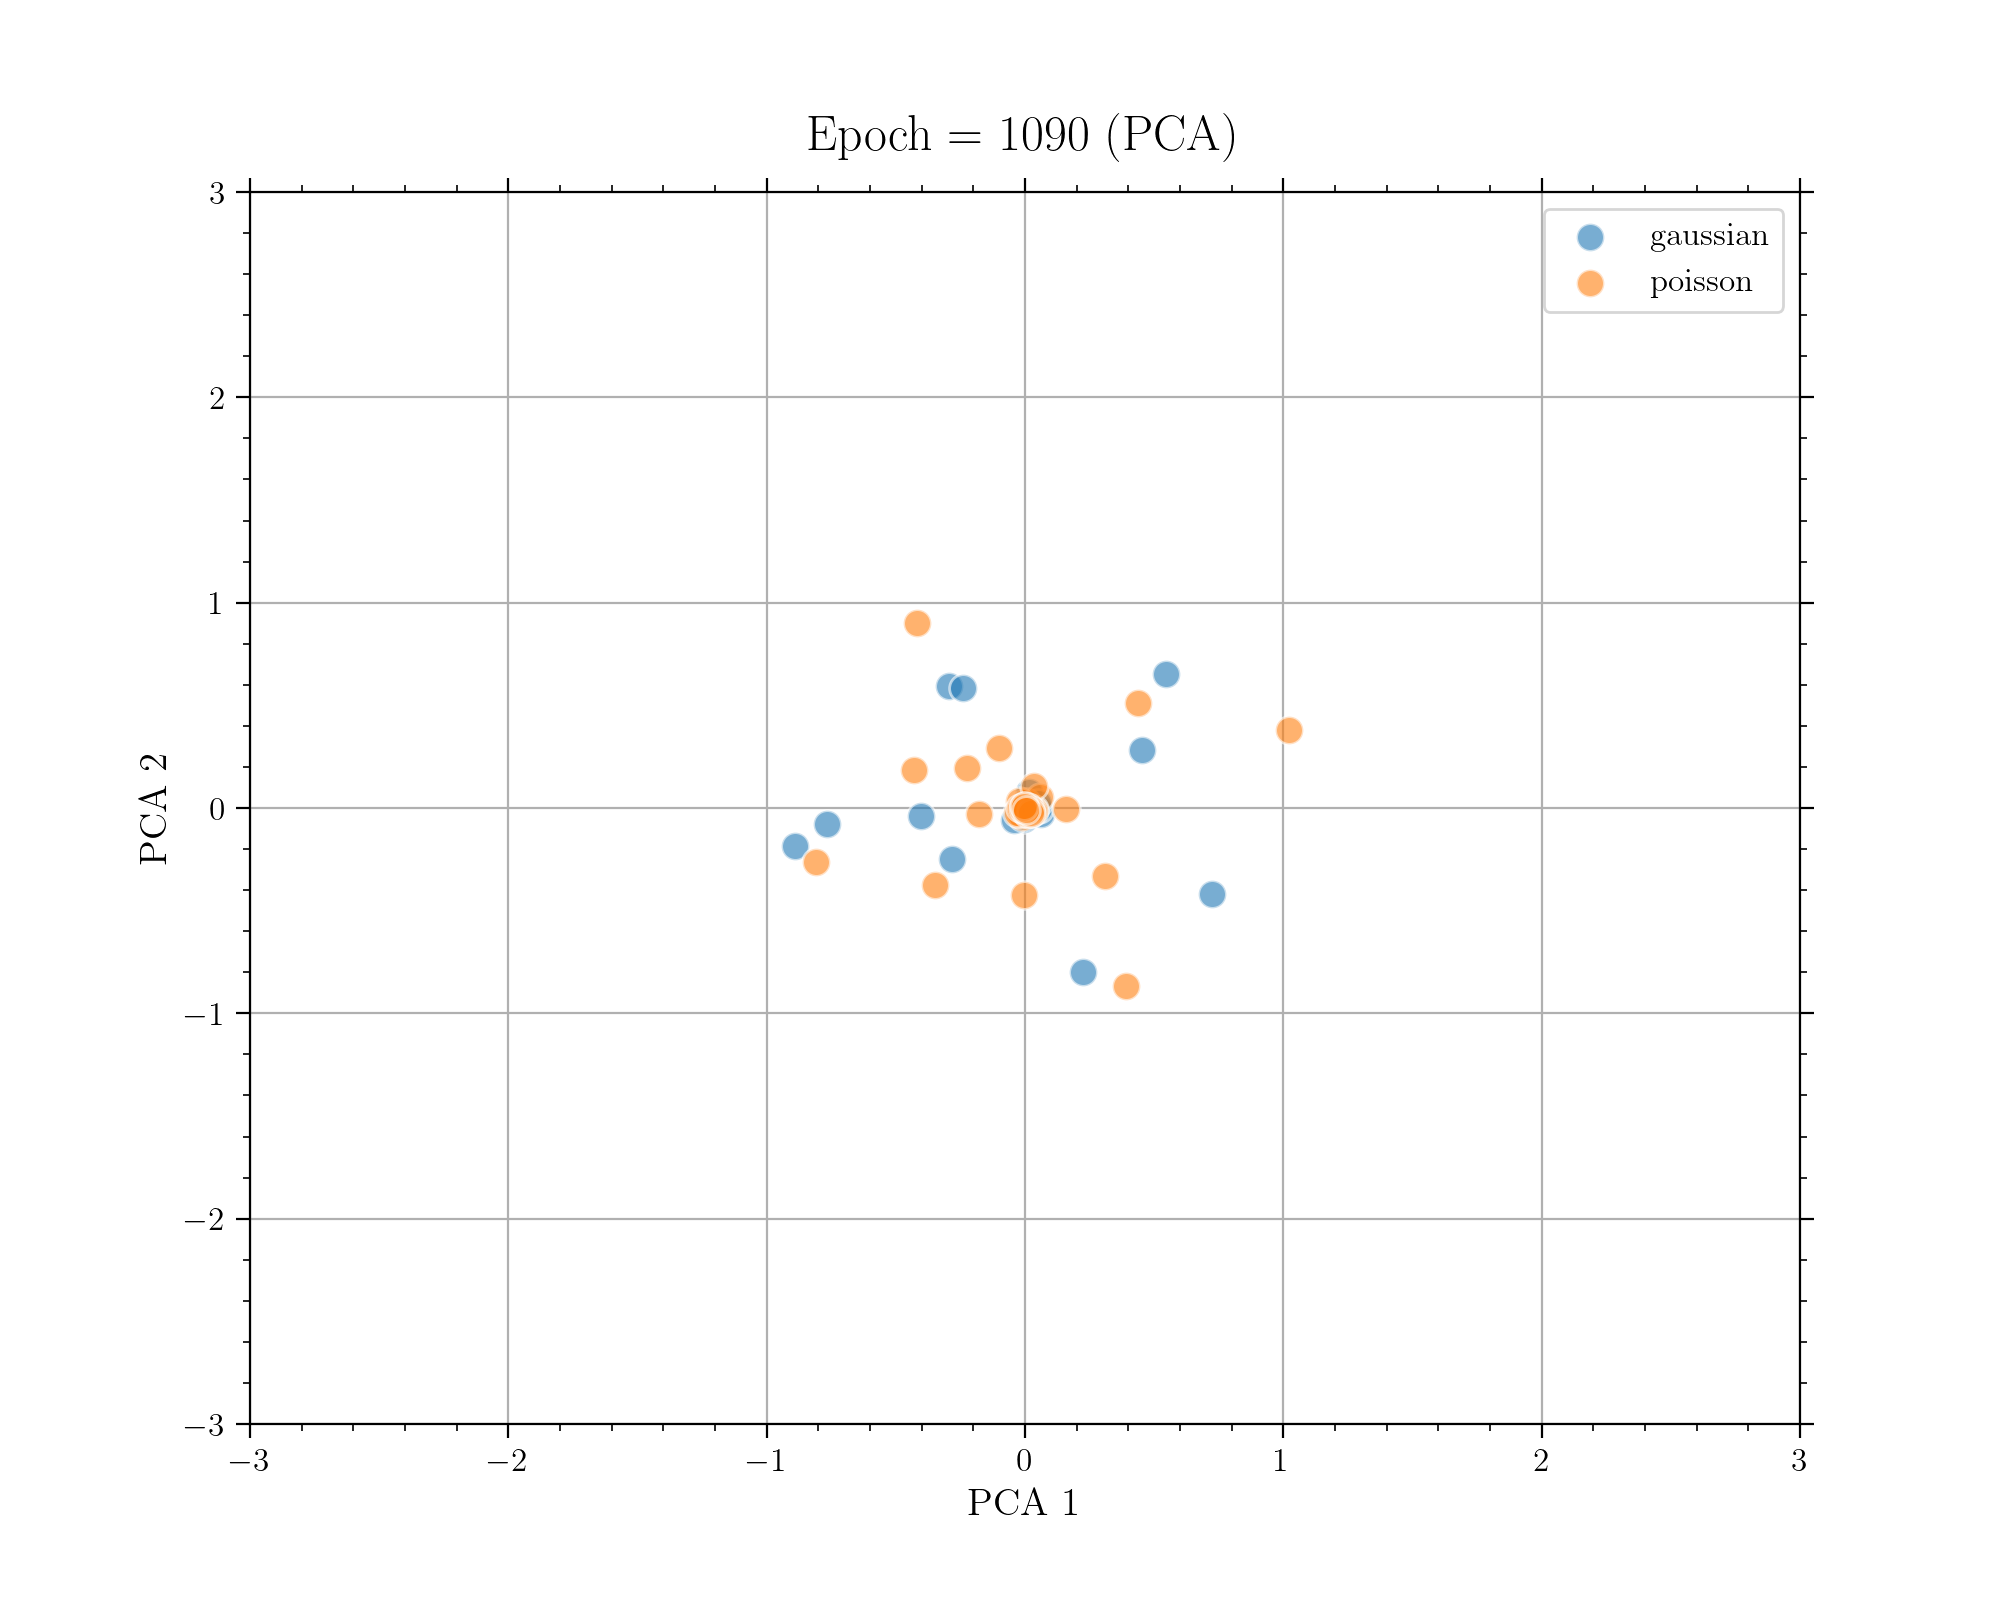 Epoch = 1090 (PCA)
gaussian
poisson
PCA 2
3
2
1
0
−1
−2
−3
−3 −2 −1 0 1 2 3
PCA 1